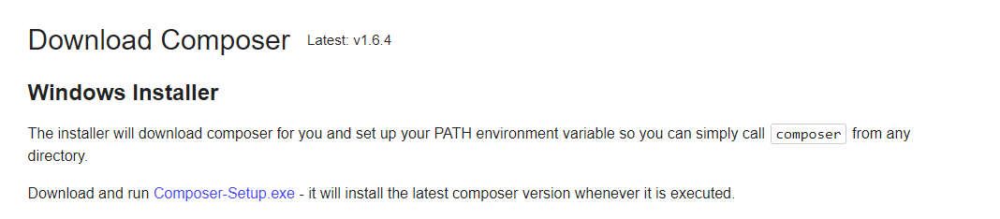 Download Composer Latest: v1.6.4
Windows Installer
The installer will download composer for you and set up your PATH environment variable so you can simply call composer from any
directory.
Download and run Composer-Setup.exe - it will install the latest composer version whenever it is executed.